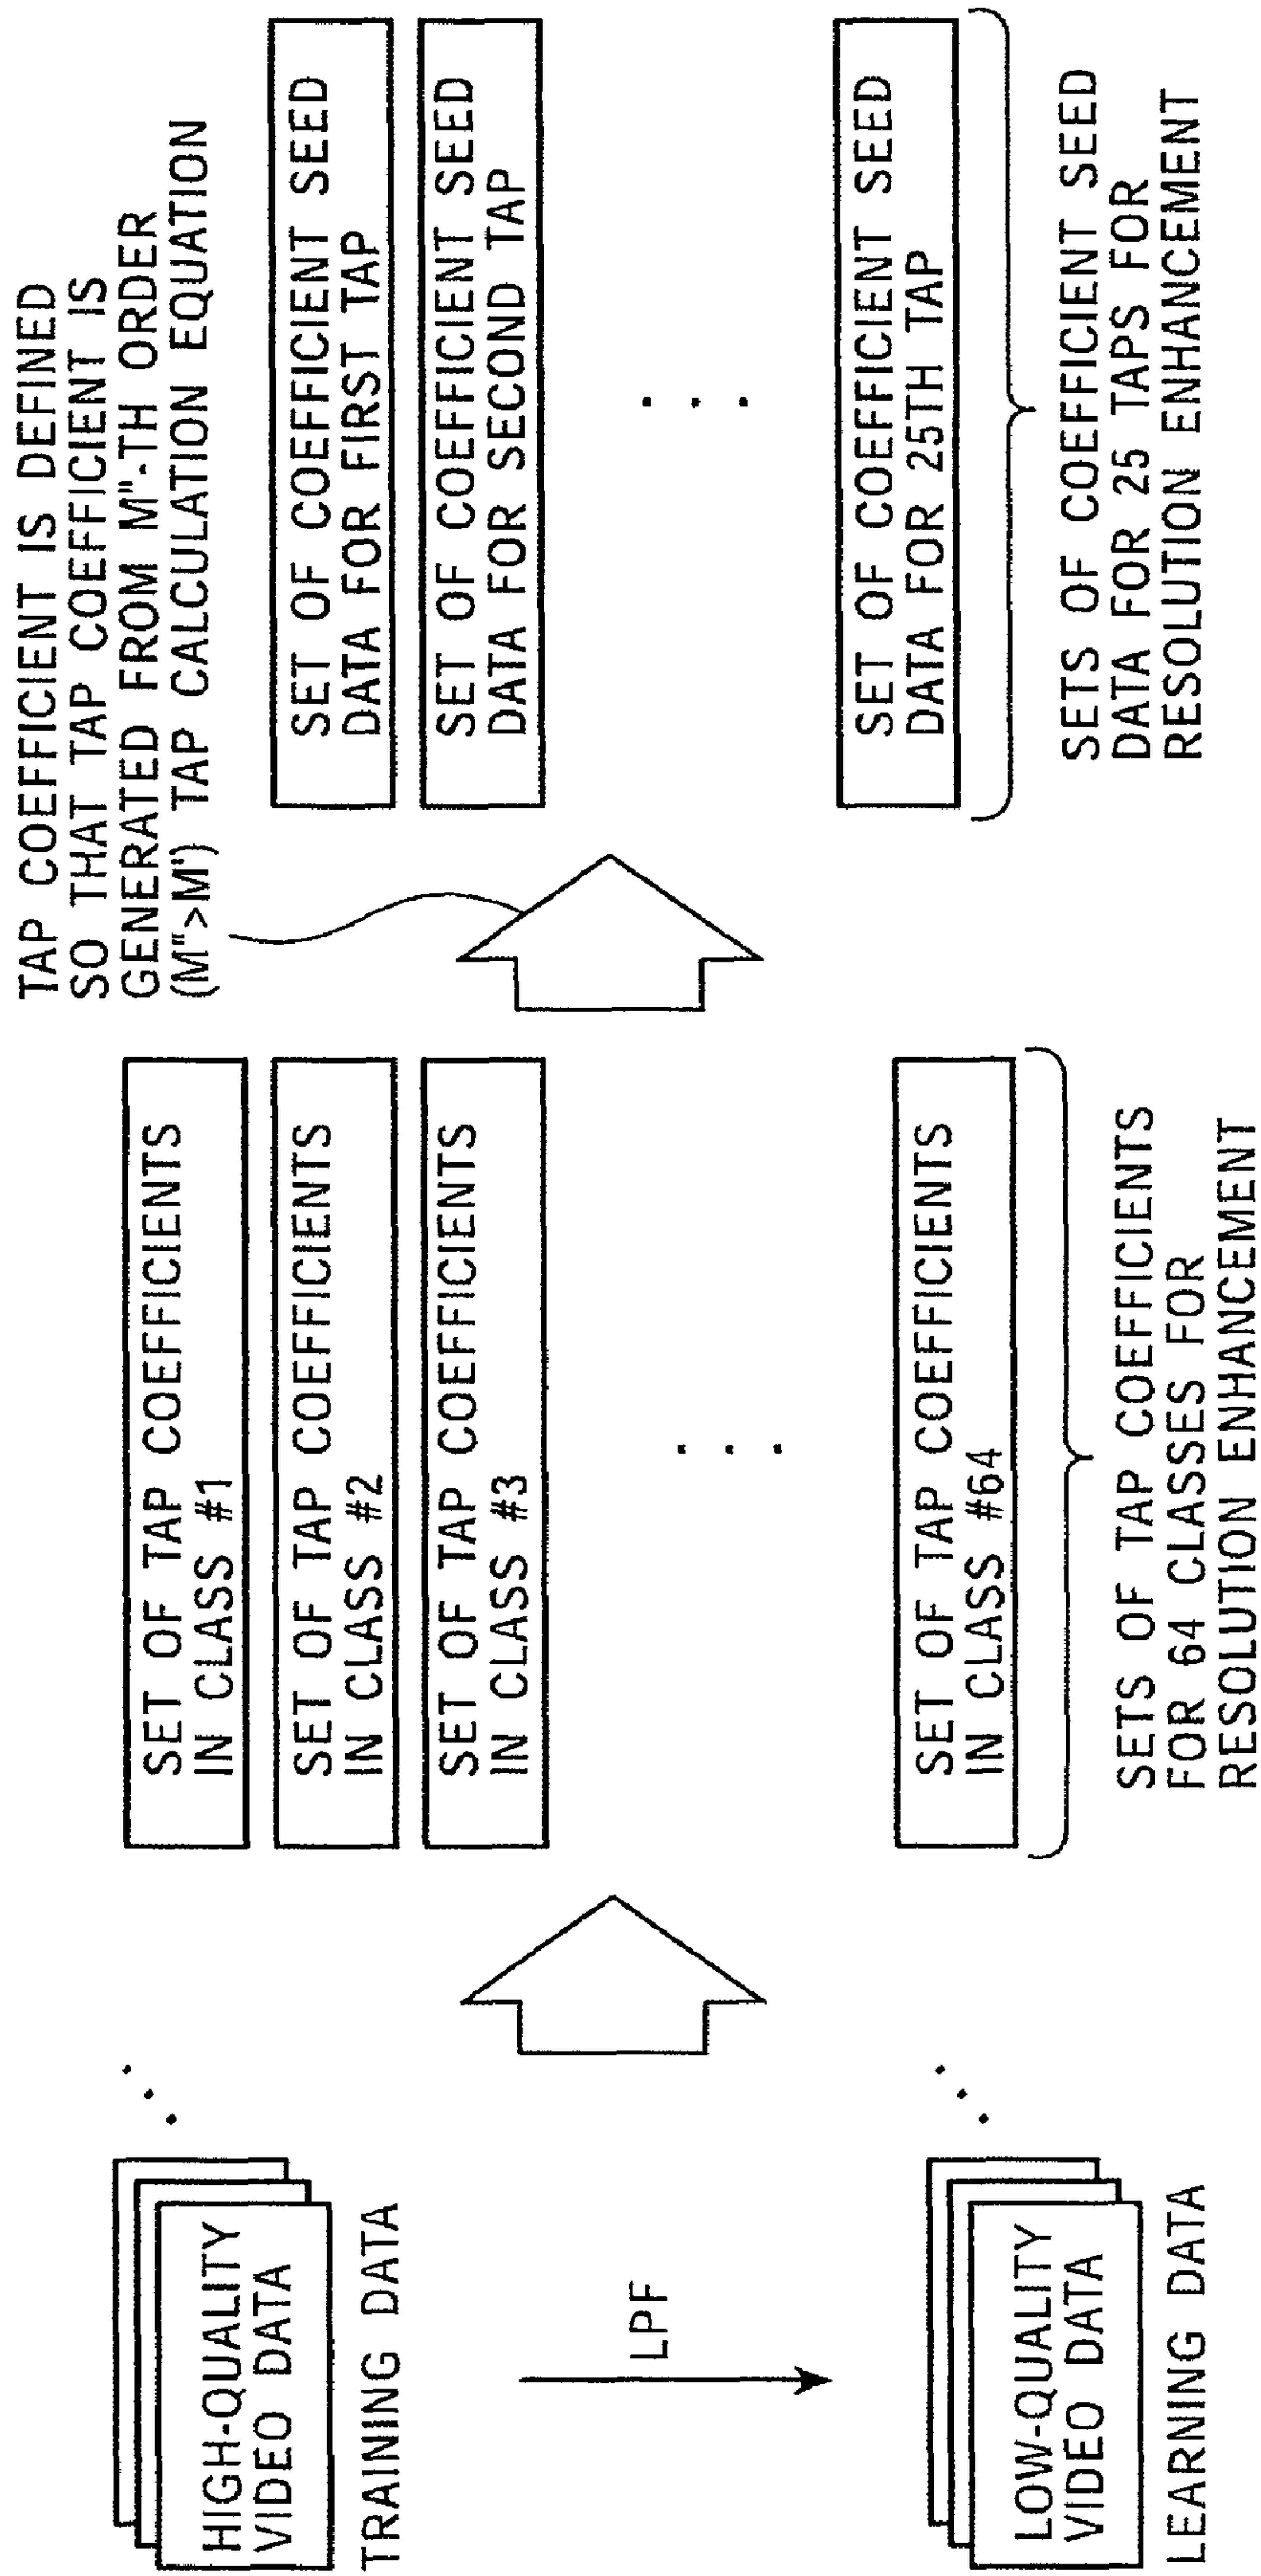 HIGH-QUALITY
VIDEO DATA
TRAINING DATA
LPF
LOW-QUALITY
VIDEO DATA
LEARNING DATA
SET OF TAP COEFFICIENTS
IN CLASS #1
SET OF TAP COEFFICIENTS
IN CLASS #2
SET OF TAP COEFFICIENTS
IN CLASS #3
SET OF TAP COEFFICIENTS
IN CLASS #64
SETS OF TAP COEFFICIENTS
FOR 64 CLASSES FOR
RESOLUTION ENHANCEMENT
TAP COEFFICIENT IS DEFINED
SO THAT TAP COEFFICIENT IS
GENERATED FROM M"-TH ORDER
(M">M') TAP CALCULATION EQUATION
SET OF COEFFICIENT SEED
DATA FOR FIRST TAP
SET OF COEFFICIENT SEED
DATA FOR SECOND TAP
SET OF COEFFICIENT SEED
DATA FOR 25TH TAP
SETS OF COEFFICIENT SEED
DATA FOR 25 TAPS FOR
RESOLUTION ENHANCEMENT